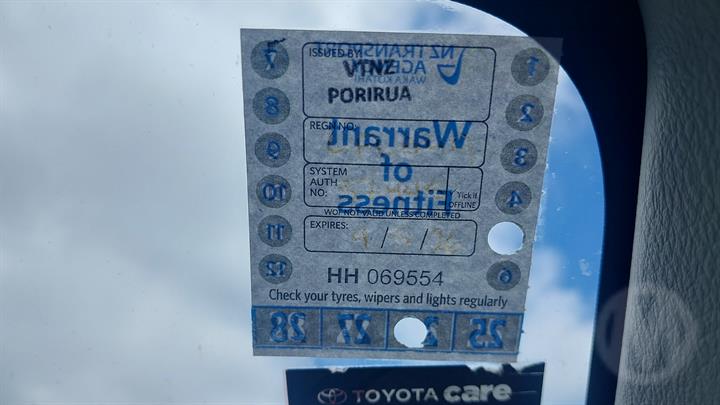 ISSUED BY:
VTNZ
PORIRUA
NZ TRANSPORT
AGENCY
WAKA KOTAHI
REGN NO:
Warrant
of
Fitness
SYSTEM
AUTH
NO:
Tick if
OFFLINE
WOF NOT VALID UNLESS COMPLETED
EXPIRES:
HH 069554
Check your tyres, wipers and lights regularly
7 1
8 2
9 3
10 4
11
12 6
28 27 25
TOYOTA care